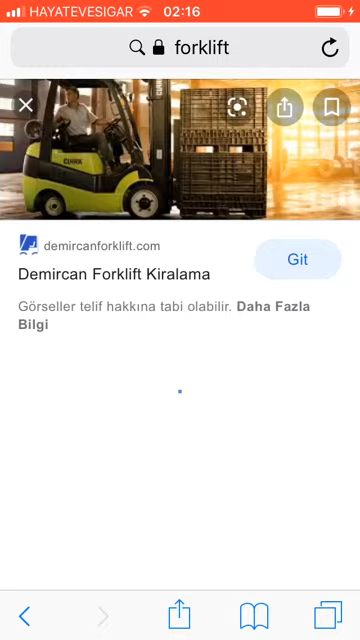 HAYATEVESIGAR 02:16
forklift
CLARK
demircanforklift.com
Demircan Forklift Kiralama
Git
Görseller telif hakkına tabi olabilir. Daha Fazla
Bilgi